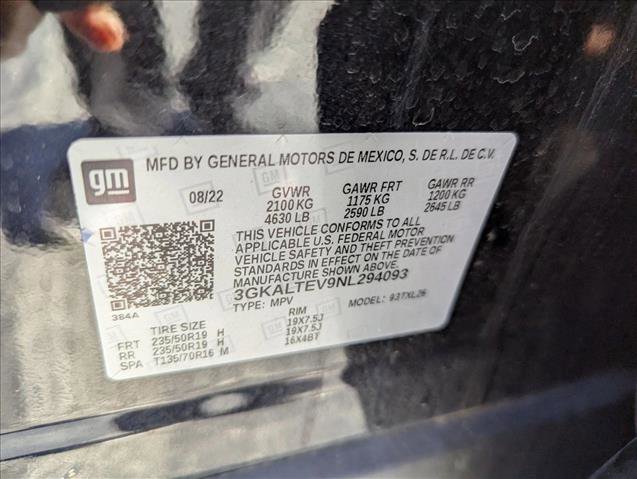 gm
MFD BY GENERAL MOTORS DE MEXICO, S. DE R.L. DE C.V.
08/22 GVWR GAWR FRT GAWR RR
2100 KG 1175 KG 1200 KG
4630 LB 2590 LB 2645 LB
THIS VEHICLE CONFORMS TO ALL
APPLICABLE U.S. FEDERAL MOTOR
VEHICLE SAFETY AND THEFT PREVENTION
STANDARDS IN EFFECT ON THE DATE OF
MANUFACTURE SHOWN ABOVE.
3GKALTEV9NL294093
TYPE: MPV MODEL: 937XL26
384A
TIRE SIZE RIM
FRT 235/50R19 H 19X7.5J
RR 235/50R19 H 19X7.5J
SPA T135/70R16 M 16X4BT